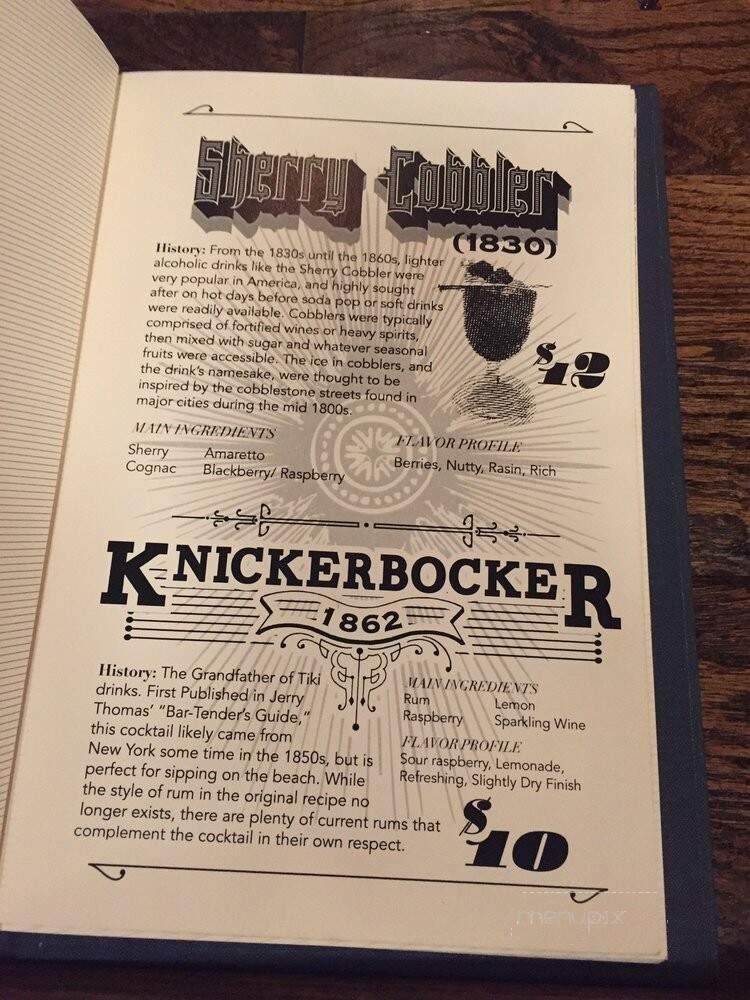 Sherry Cobbler
(1830)
History: From the 1830s until the 1860s, lighter
alcoholic drinks like the Sherry Cobbler were
very popular in America, and highly sought
after on hot days before soda pop or soft drinks
were readily available. Cobblers were typically
comprised of fortified wines or heavy spirits,
then mixed with sugar and whatever seasonal
fruits were accessible. The ice in cobblers, and
the drink's namesake, were thought to be
inspired by the cobblestone streets found in
major cities during the mid 1800s.
$12
MAIN INGREDIENTS
Sherry Amaretto
Cognac Blackberry/ Raspberry
FLAVOR PROFILE
Berries, Nutty, Rasin, Rich
KNICKERBOCKER
1862
History: The Grandfather of Tiki
drinks. First Published in Jerry
Thomas' "Bar-Tender's Guide,"
this cocktail likely came from
New York some time in the 1850s, but is
perfect for sipping on the beach. While
the style of rum in the original recipe no
longer exists, there are plenty of current rums that
complement the cocktail in their own respect.
MAIN INGREDIENTS
Rum Lemon
Raspberry Sparkling Wine
FLAVOR PROFILE
Sour raspberry, Lemonade,
Refreshing, Slightly Dry Finish
$10
menupix